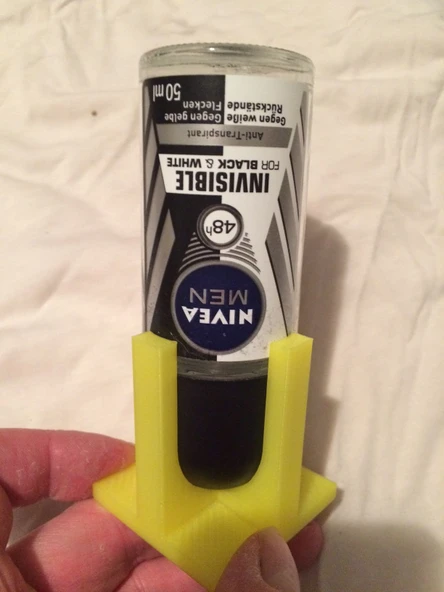 NIVEA
MEN
48h
INVISIBLE
FOR BLACK & WHITE
Anti-Transpirant
Gegen weiße
Rückstände
Gegen gelbe
Flecken
50 ml